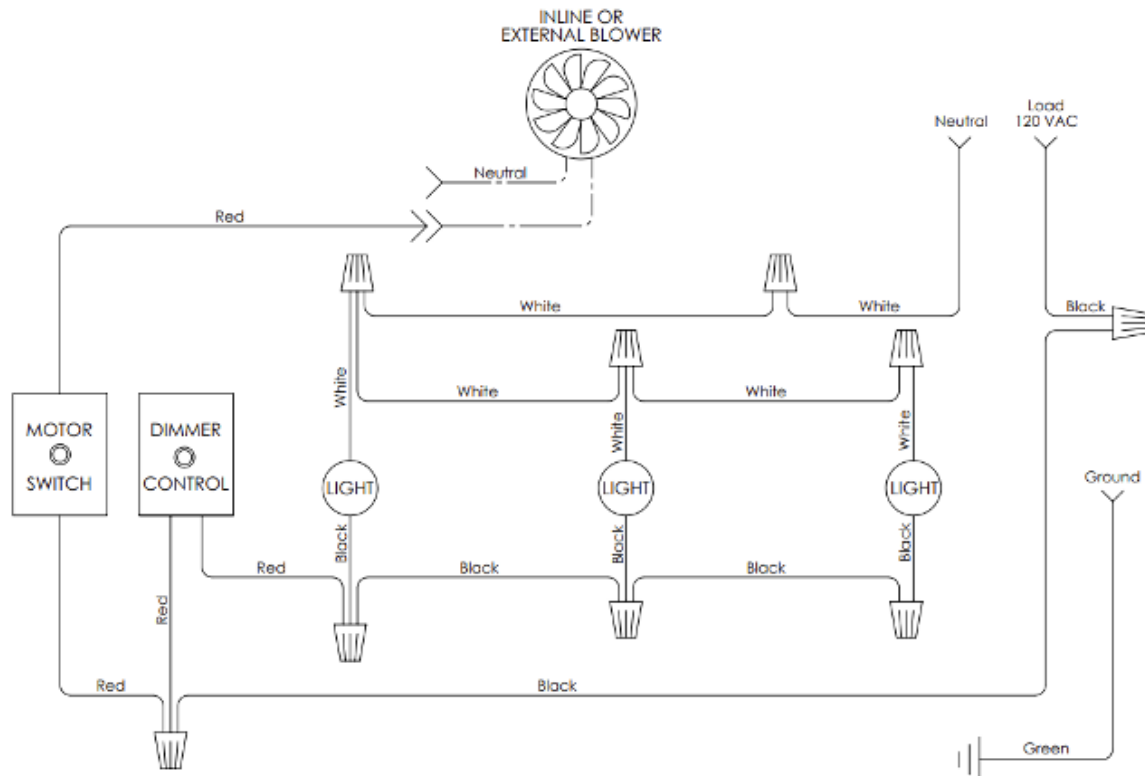 INLINE OR
EXTERNAL BLOWER
Neutral
Load
120 VAC
Neutral
Red
White
White
Black
White
White
White
White
White
MOTOR
SWITCH
DIMMER
CONTROL
LIGHT
LIGHT
LIGHT
Ground
Black
Black
Black
Red
Black
Black
Red
Red
Black
Green